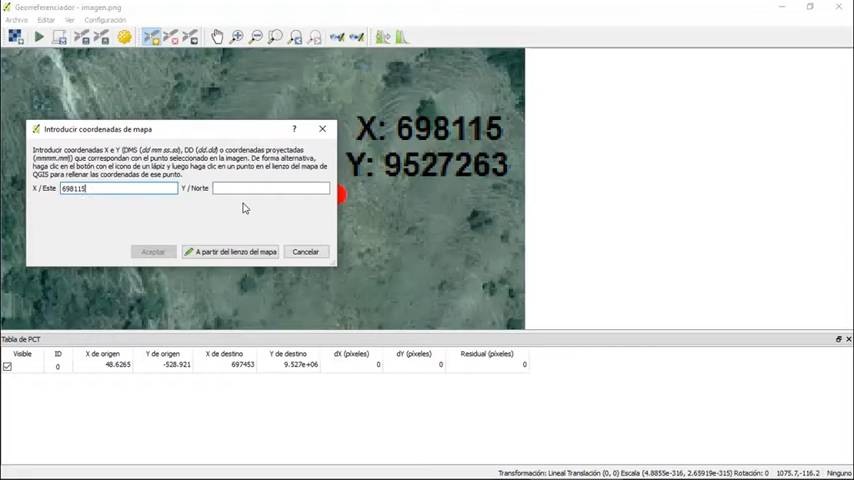 Georreferenciador - imagen.png
Archivo Editar Ver Configuración
X: 698115
Y: 9527263
Introducir coordenadas de mapa
Introducir coordenadas X e Y (DMS (dd mm ss.ss), DD (dd.dd) o coordenadas proyectadas
(mmmm.mm)) que correspondan con el punto seleccionado en la imagen. De forma alternativa,
haga clic en el botón con el icono de un lápiz y luego haga clic en un punto en el lienzo del mapa de
QGIS para rellenar las coordenadas de ese punto.
X / Este 698115 Y / Norte
Aceptar A partir del lienzo del mapa Cancelar
Tabla de PCT
Visible ID X de origen Y de origen X de destino Y de destino dX (píxeles) dY (píxeles) Residual (píxeles)
0 48.6265 -528.921 697453 9.527e+06 0 0 0
Transformación: Lineal Translación (0, 0) Escala (4.8855e-316, 2.65919e-315) Rotación: 0 1075.7,-116.2 Ninguno